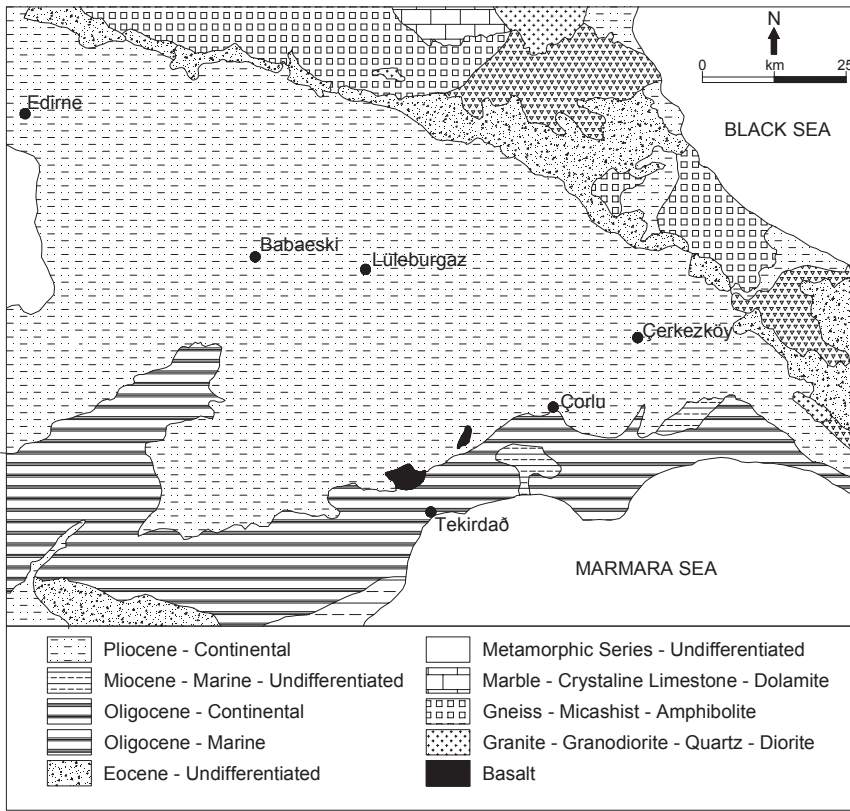 N
km
0 25
BLACK SEA
Edirne
Babaeski
Lüleburgaz
Çerkezköy
Çorlu
Tekirdað
MARMARA SEA
Pliocene - Continental
Miocene - Marine - Undifferentiated
Oligocene - Continental
Oligocene - Marine
Eocene - Undifferentiated
Metamorphic Series - Undifferentiated
Marble - Crystaline Limestone - Dolamite
Gneiss - Micashist - Amphibolite
Granite - Granodiorite - Quartz - Diorite
Basalt